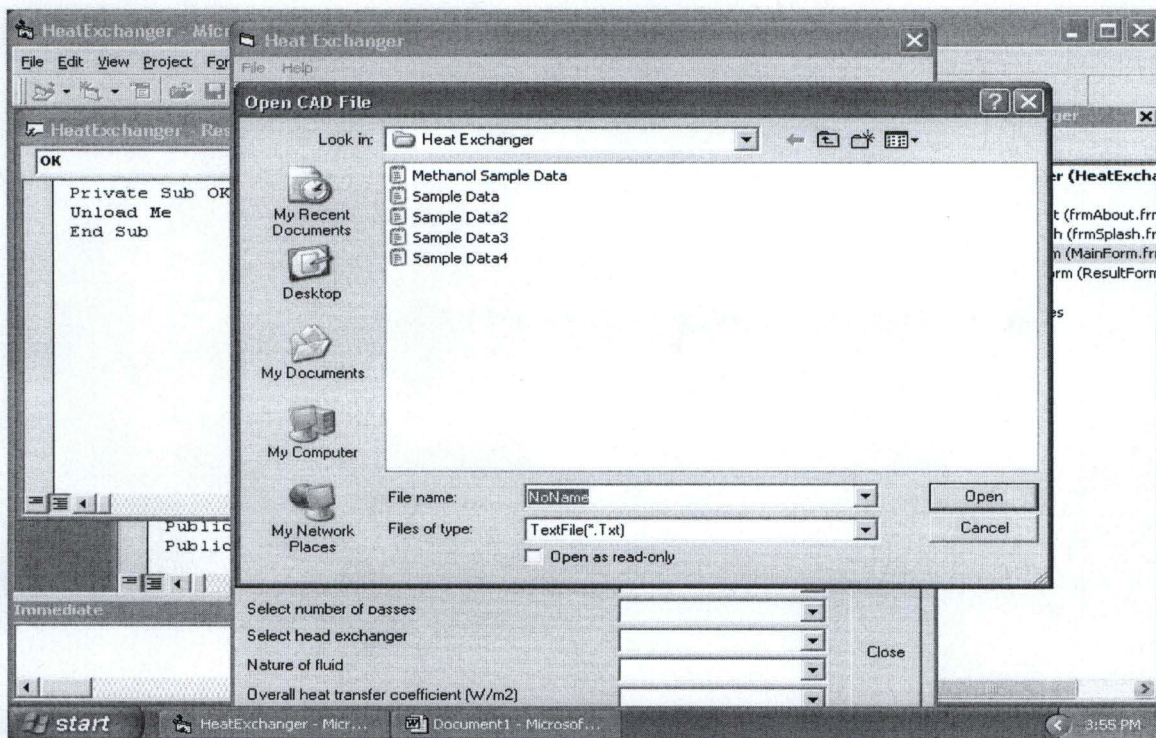 HeatExchanger - Micr
File Edit View Project For
HeatExchanger - Res
OK
Private Sub OK
Unload Me
End Sub
Public
Public
Immediate
Heat Exchanger
File Help
Open CAD File
Look in: Heat Exchanger
Methanol Sample Data
Sample Data
Sample Data2
Sample Data3
Sample Data4
My Recent
Documents
Desktop
My Documents
My Computer
My Network
Places
File name: NoName Open
Files of type: TextFile(*.Txt) Cancel
Open as read-only
Select number of passes
Select head exchanger
Nature of fluid
Overall heat transfer coefficient (W/m2)
Close
ger
er (HeatExcha
t (frmAbout.frr
h (frmSplash.fr
m (MainForm.fr
rm (ResultForm
es
start HeatExchanger - Micr... Document1 - Microsof... 3:55 PM